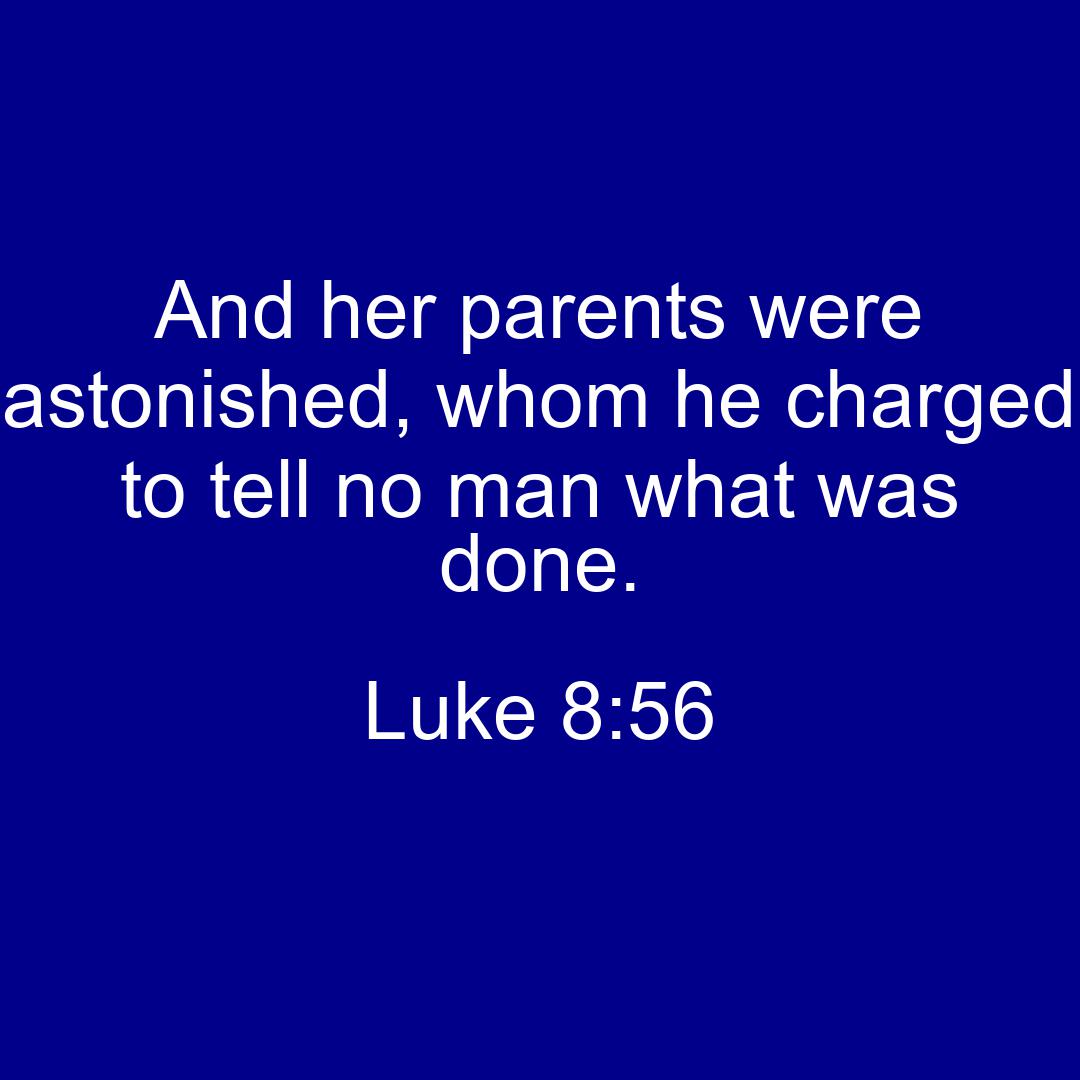 And her parents were
astonished, whom he charged
to tell no man what was
done.
Luke 8:56